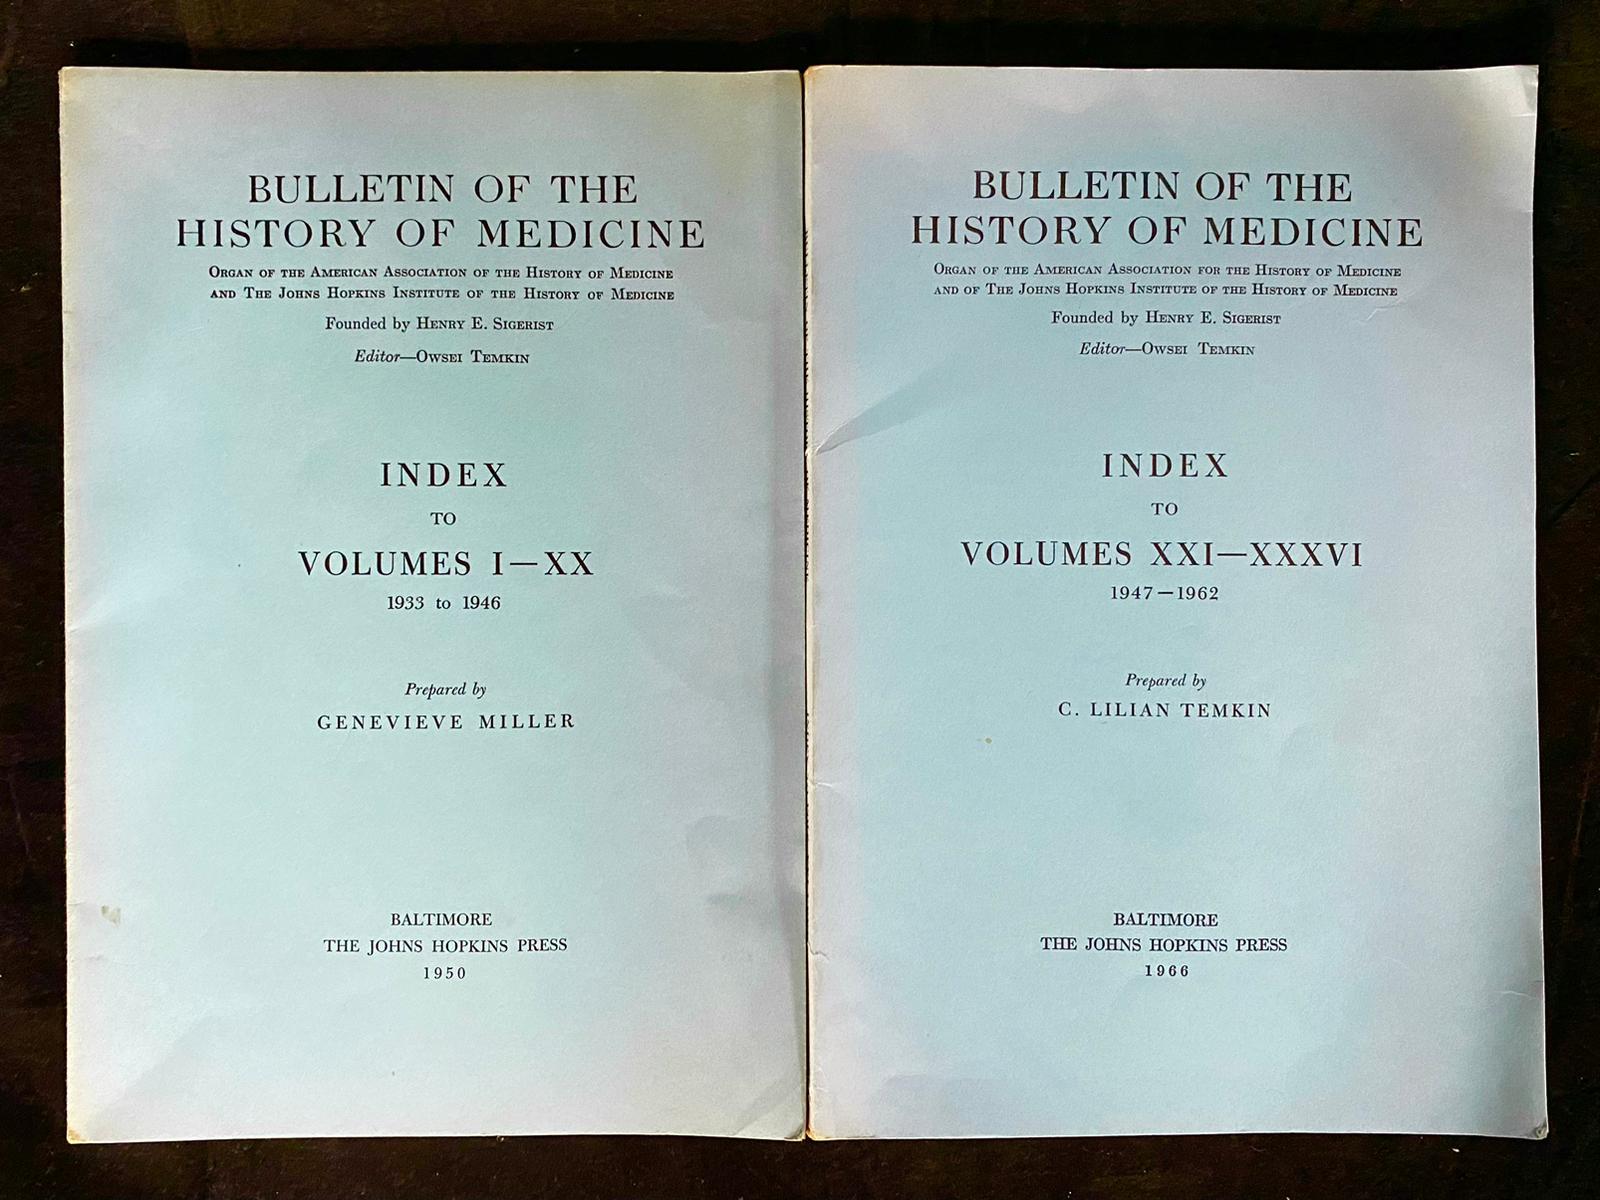 BULLETIN OF THE
HISTORY OF MEDICINE
ORGAN OF THE AMERICAN ASSOCIATION OF THE HISTORY OF MEDICINE
AND THE JOHNS HOPKINS INSTITUTE OF THE HISTORY OF MEDICINE
Founded by HENRY E. SIGERIST
Editor—OWSEI TEMKIN
INDEX
TO
VOLUMES I—XX
1933 to 1946
Prepared by
GENEVIEVE MILLER
BALTIMORE
THE JOHNS HOPKINS PRESS
1950
BULLETIN OF THE
HISTORY OF MEDICINE
ORGAN OF THE AMERICAN ASSOCIATION FOR THE HISTORY OF MEDICINE
AND OF THE JOHNS HOPKINS INSTITUTE OF THE HISTORY OF MEDICINE
Founded by HENRY E. SIGERIST
Editor—OWSEI TEMKIN
INDEX
TO
VOLUMES XXI—XXXVI
1947—1962
Prepared by
C. LILIAN TEMKIN
BALTIMORE
THE JOHNS HOPKINS PRESS
1966